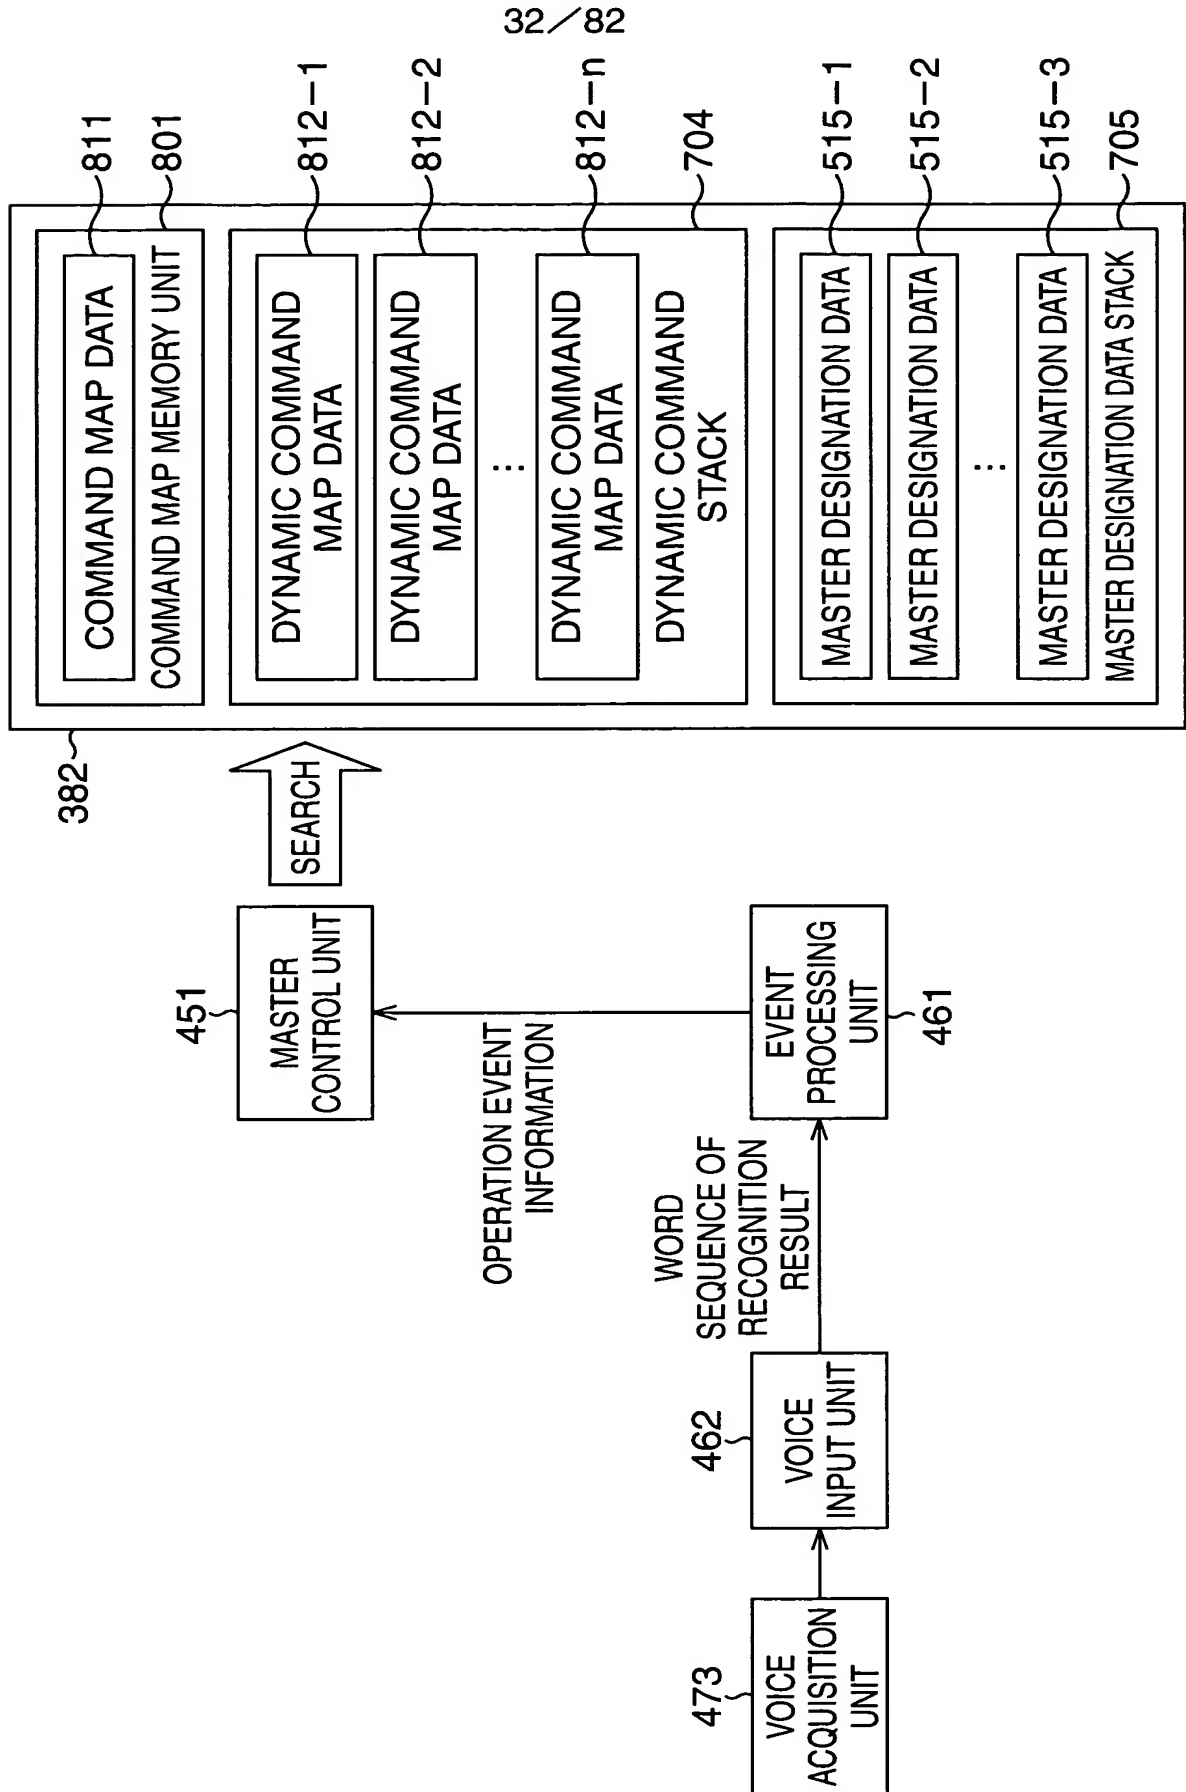 32/82
382
COMMAND MAP DATA
811
COMMAND MAP MEMORY UNIT
801
DYNAMIC COMMAND
MAP DATA
812-1
DYNAMIC COMMAND
MAP DATA
812-2
...
DYNAMIC COMMAND
MAP DATA
812-n
DYNAMIC COMMAND
STACK
704
MASTER DESIGNATION DATA
515-1
MASTER DESIGNATION DATA
515-2
...
MASTER DESIGNATION DATA
515-3
MASTER DESIGNATION DATA STACK
705
SEARCH
451
MASTER
CONTROL UNIT
OPERATION EVENT
INFORMATION
EVENT
PROCESSING
UNIT
461
WORD
SEQUENCE OF
RECOGNITION
RESULT
462
VOICE
INPUT UNIT
473
VOICE
ACQUISITION
UNIT